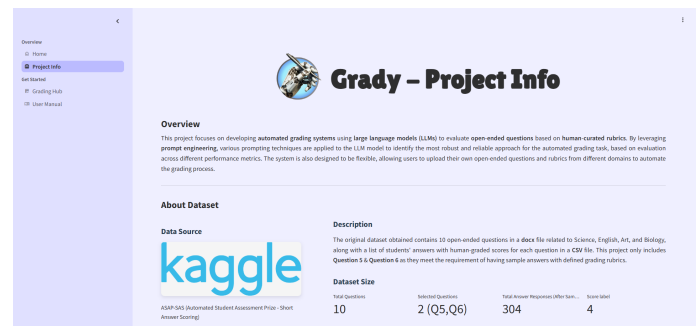 Overview
Home
Project Info
Get Started
Grading Hub
User Manual
Grady – Project Info
Overview
This project focuses on developing automated grading systems using large language models (LLMs) to evaluate open-ended questions based on human-curated rubrics. By leveraging
prompt engineering, various prompting techniques are applied to the LLM model to identify the most robust and reliable approach for the automated grading task, based on evaluation
across different performance metrics. The system is also designed to be flexible, allowing users to upload their own open-ended questions and rubrics from different domains to automate
the grading process.
About Dataset
Data Source
kaggle
ASAP-SAS (Automated Student Assessment Prize - Short
Answer Scoring)
Description
The original dataset obtained contains 10 open-ended questions in a docx file related to Science, English, Art, and Biology,
along with a list of students' answers with human-graded scores for each question in a CSV file. This project only includes
Question 5 & Question 6 as they meet the requirement of having sample answers with defined grading rubrics.
Dataset Size
Total Questions
10
Selected Questions
2 (Q5,Q6)
Total Answer Responses (After Sam...
304
Score label
4